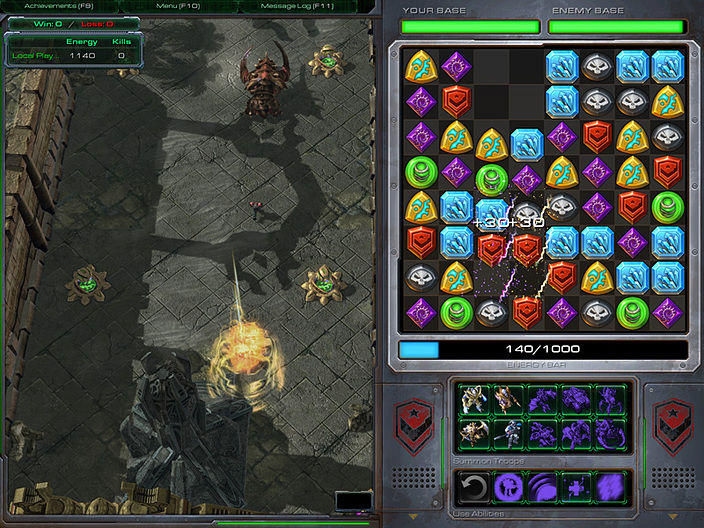 Achievements (F9) Menu (F10) Message Log (F11)
Win: 0 / Loss: 0
Energy Kills
Local Play... 1140 0
YOUR BASE ENEMY BASE
+30+30
140/1000
ENERGY BAR
Summon Troops
Use Abilities